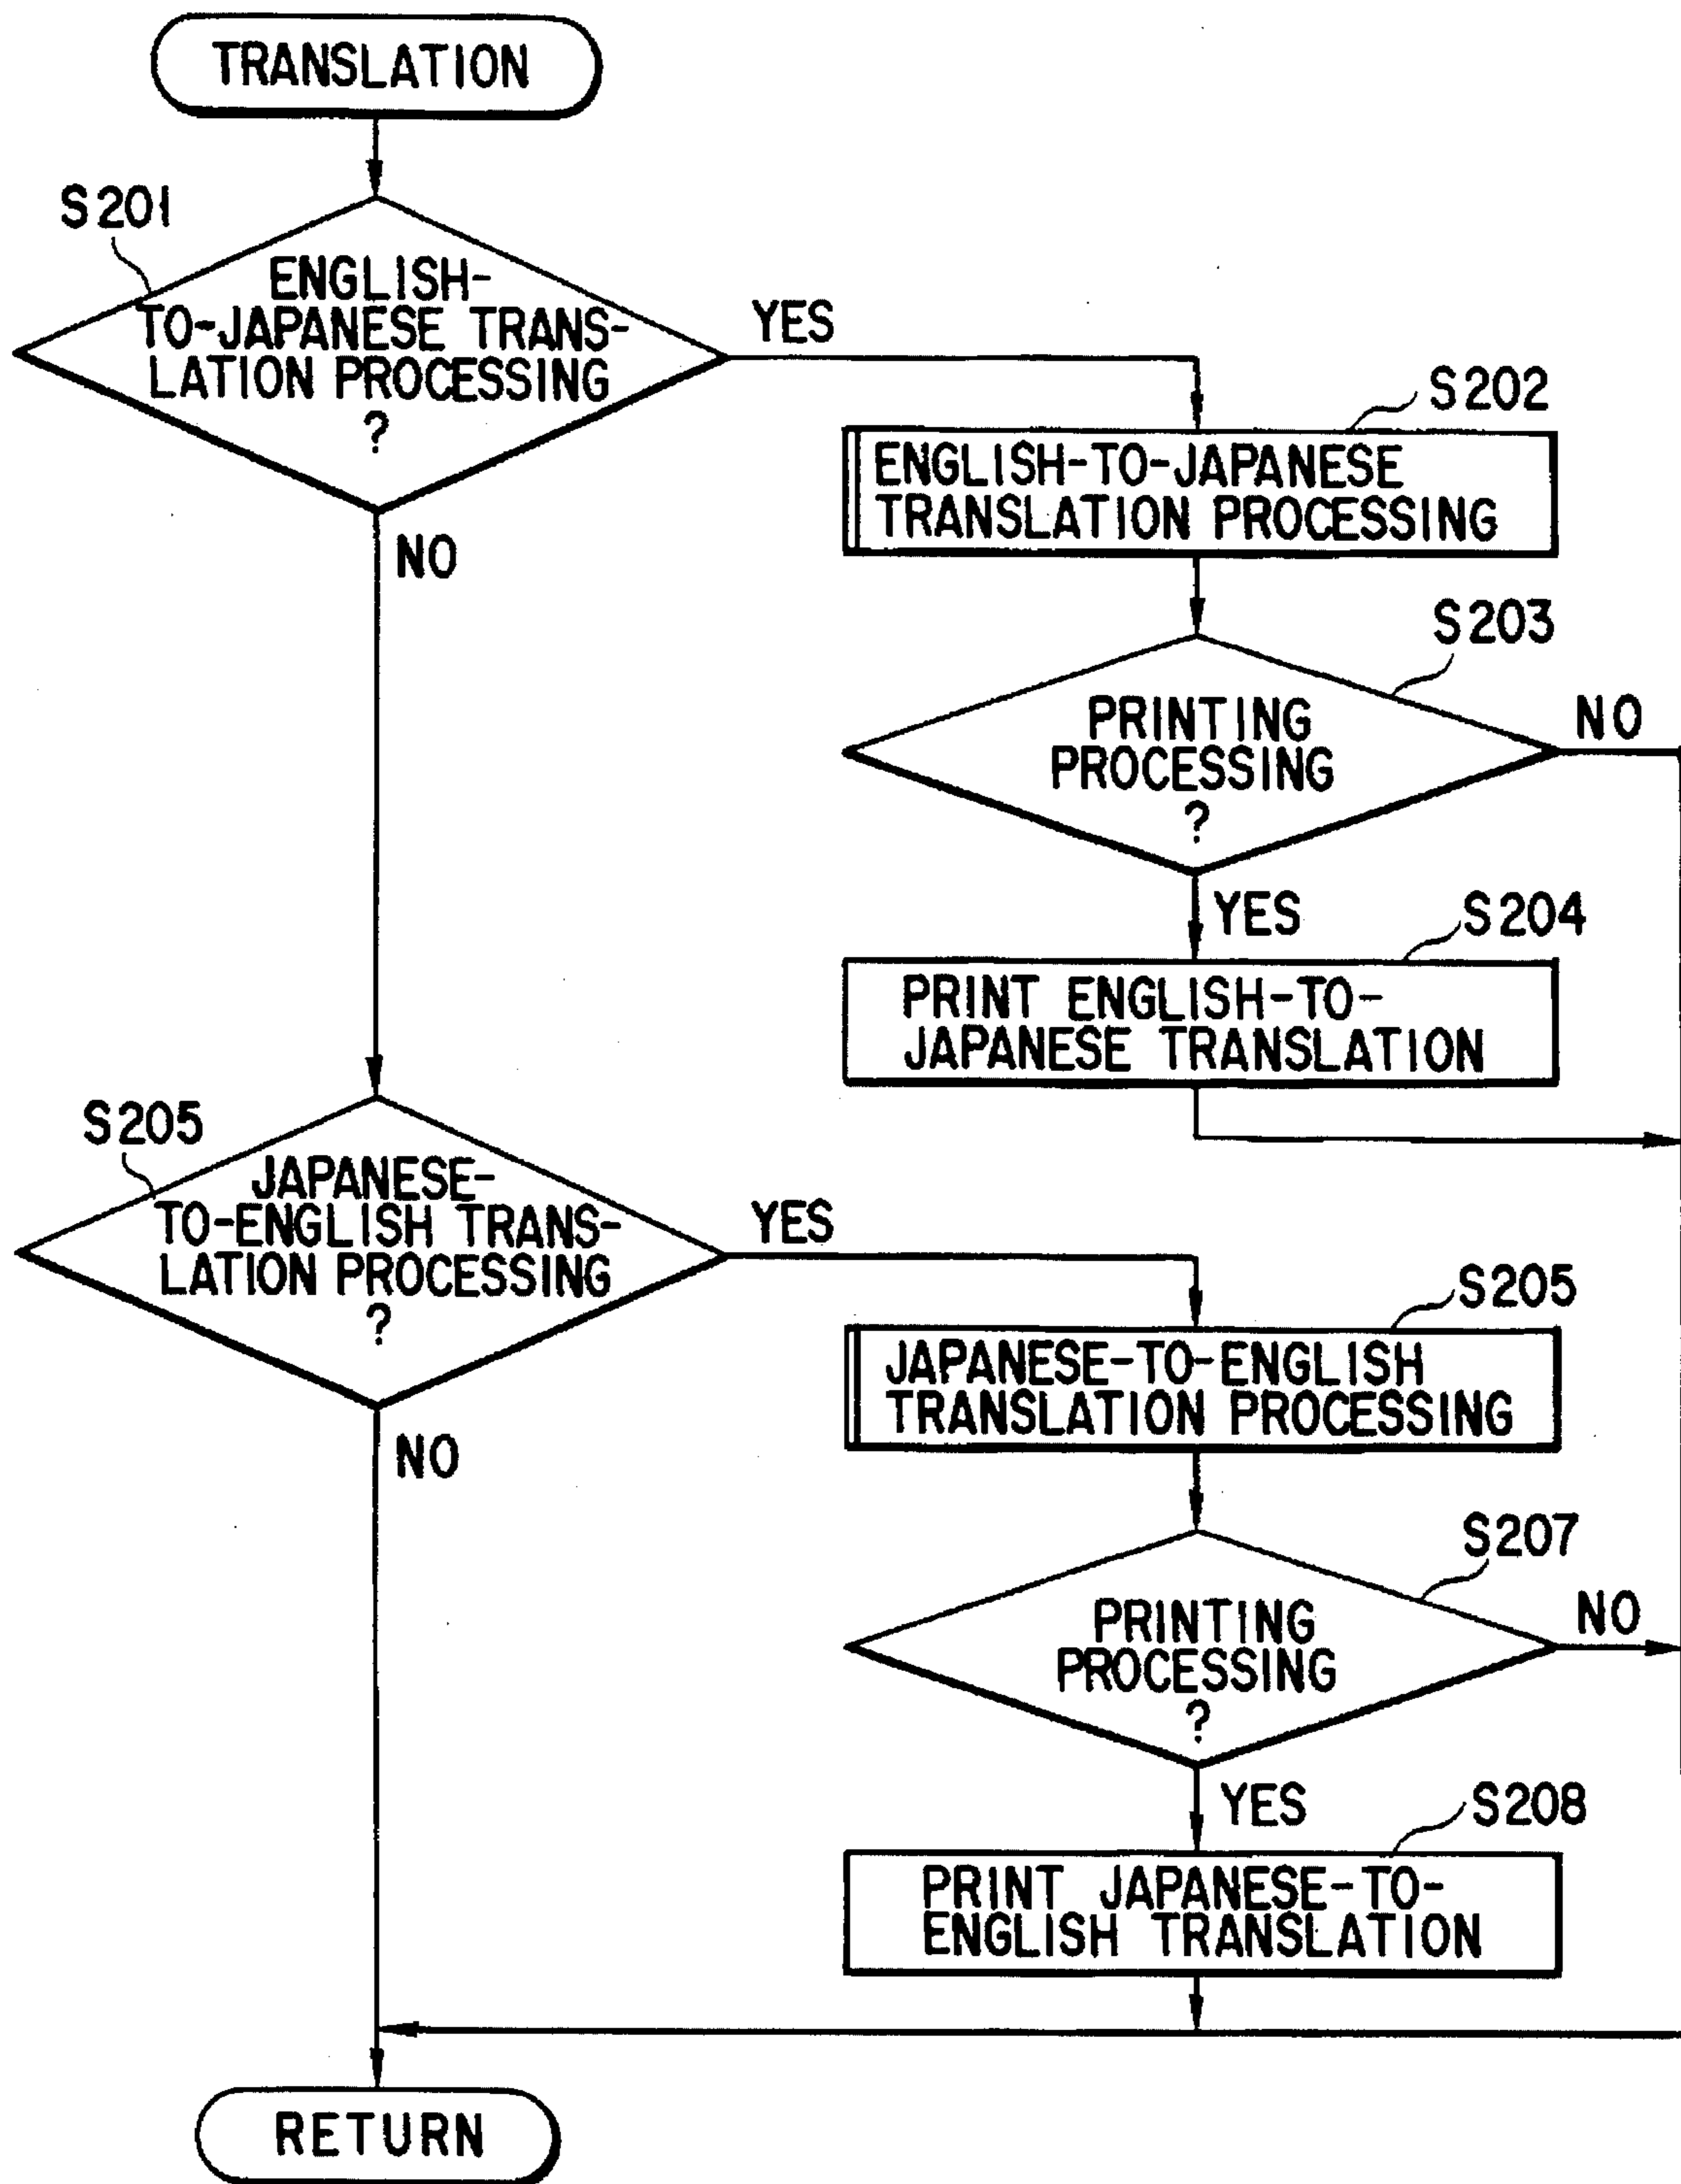 TRANSLATION
S201
ENGLISH-
TO-JAPANESE TRANS-
LATION PROCESSING
?
YES
NO
S202
ENGLISH-TO-JAPANESE
TRANSLATION PROCESSING
S203
PRINTING
PROCESSING
?
NO
YES
S204
PRINT ENGLISH-TO-
JAPANESE TRANSLATION
S205
JAPANESE-
TO-ENGLISH TRANS-
LATION PROCESSING
?
YES
NO
S205
JAPANESE-TO-ENGLISH
TRANSLATION PROCESSING
S207
PRINTING
PROCESSING
?
NO
YES
S208
PRINT JAPANESE-TO-
ENGLISH TRANSLATION
RETURN